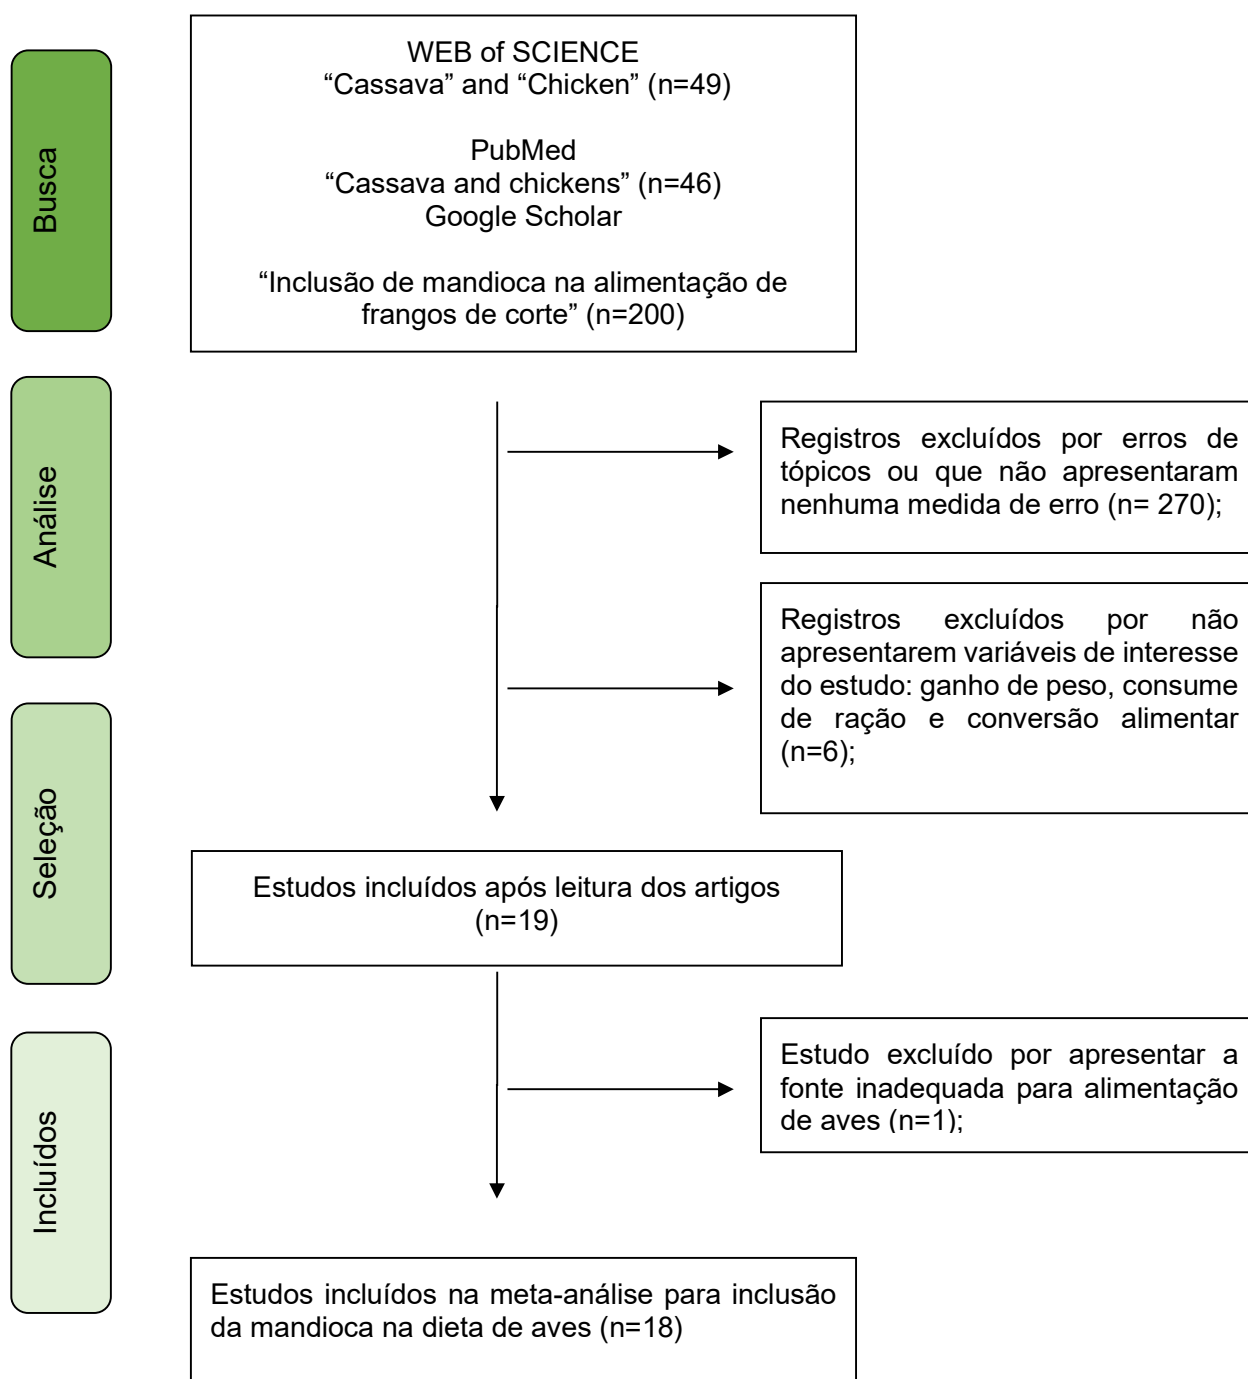 Busca
WEB of SCIENCE
“Cassava” and “Chicken” (n=49)
PubMed
“Cassava and chickens” (n=46)
Google Scholar
“Inclusão de mandioca na alimentação de
frangos de corte” (n=200)
Análise
Registros excluídos por erros de
tópicos ou que não apresentaram
nenhuma medida de erro (n= 270);
Registros excluídos por não
apresentarem variáveis de interesse
do estudo: ganho de peso, consume
de ração e conversão alimentar
(n=6);
Seleção
Estudos incluídos após leitura dos artigos
(n=19)
Incluídos
Estudo excluído por apresentar a
fonte inadequada para alimentação
de aves (n=1);
Estudos incluídos na meta-análise para inclusão
da mandioca na dieta de aves (n=18)